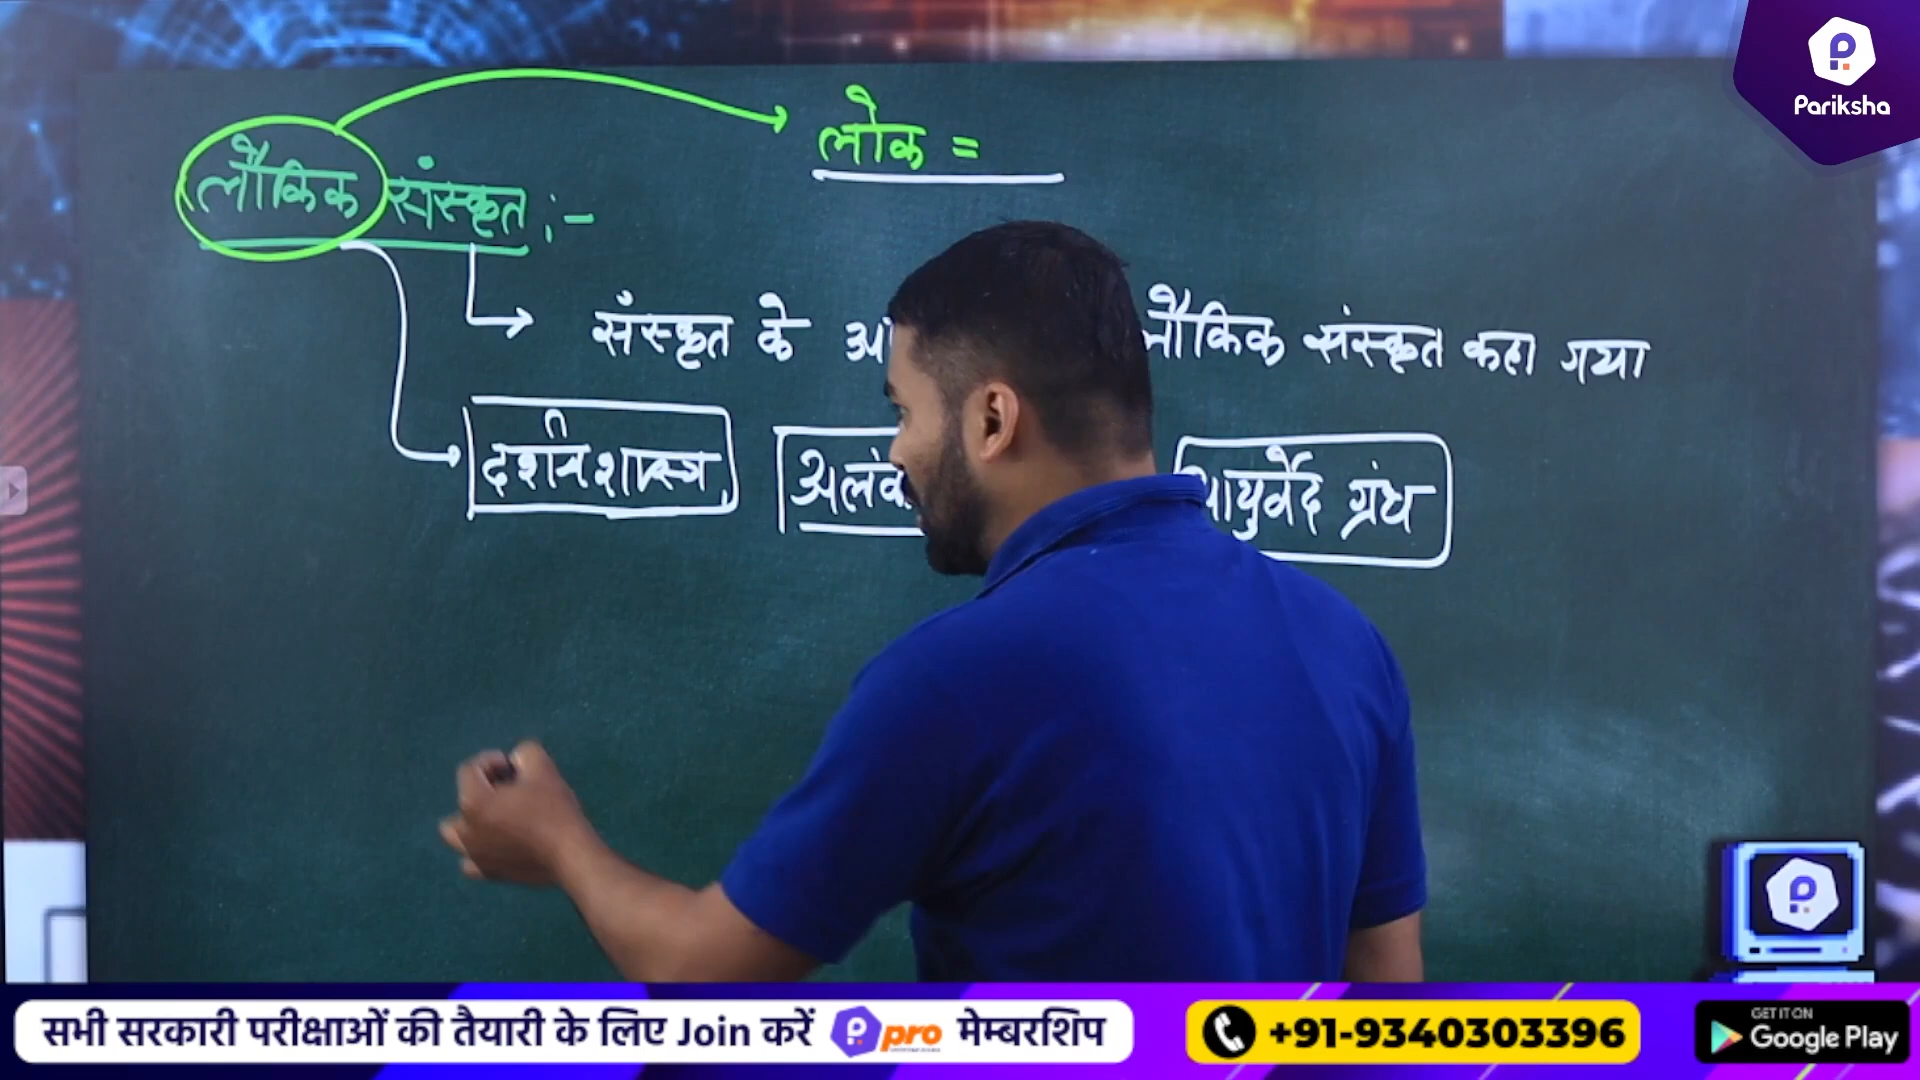 लोक =
लौकिक संस्कृत :-
संस्कृत के लौकिक संस्कृत कहा गया
दर्शनशास्त्र
आयुर्वेद ग्रंथ
Pariksha
सभी सरकारी परीक्षाओं की तैयारी के लिए Join करें pro मेम्बरशिप
+91-9340303396
GET IT ON
Google Play